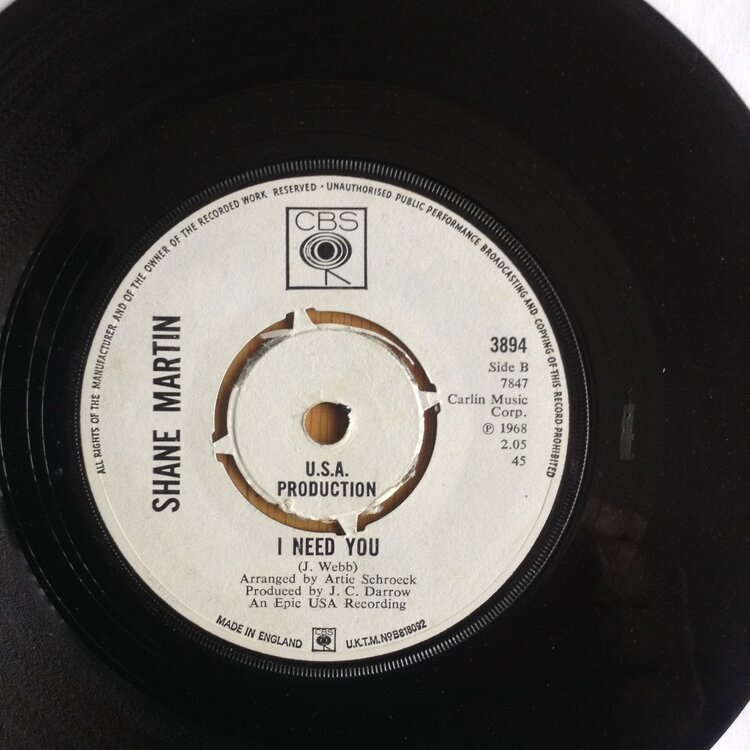 ALL RIGHTS OF THE MANUFACTURER AND OF THE OWNER OF THE RECORDED WORK RESERVED · UNAUTHORISED PUBLIC PERFORMANCE BROADCASTING AND COPYING OF THIS RECORD PROHIBITED
CBS
SHANE MARTIN
3894
Side B
7847
Carlin Music
Corp.
℗ 1968
2.05
45
U.S.A.
PRODUCTION
I NEED YOU
(J. Webb)
Arranged by Artie Schroeck
Produced by J. C. Darrow
An Epic USA Recording
MADE IN ENGLAND CBS U.K.T.M. No B818092